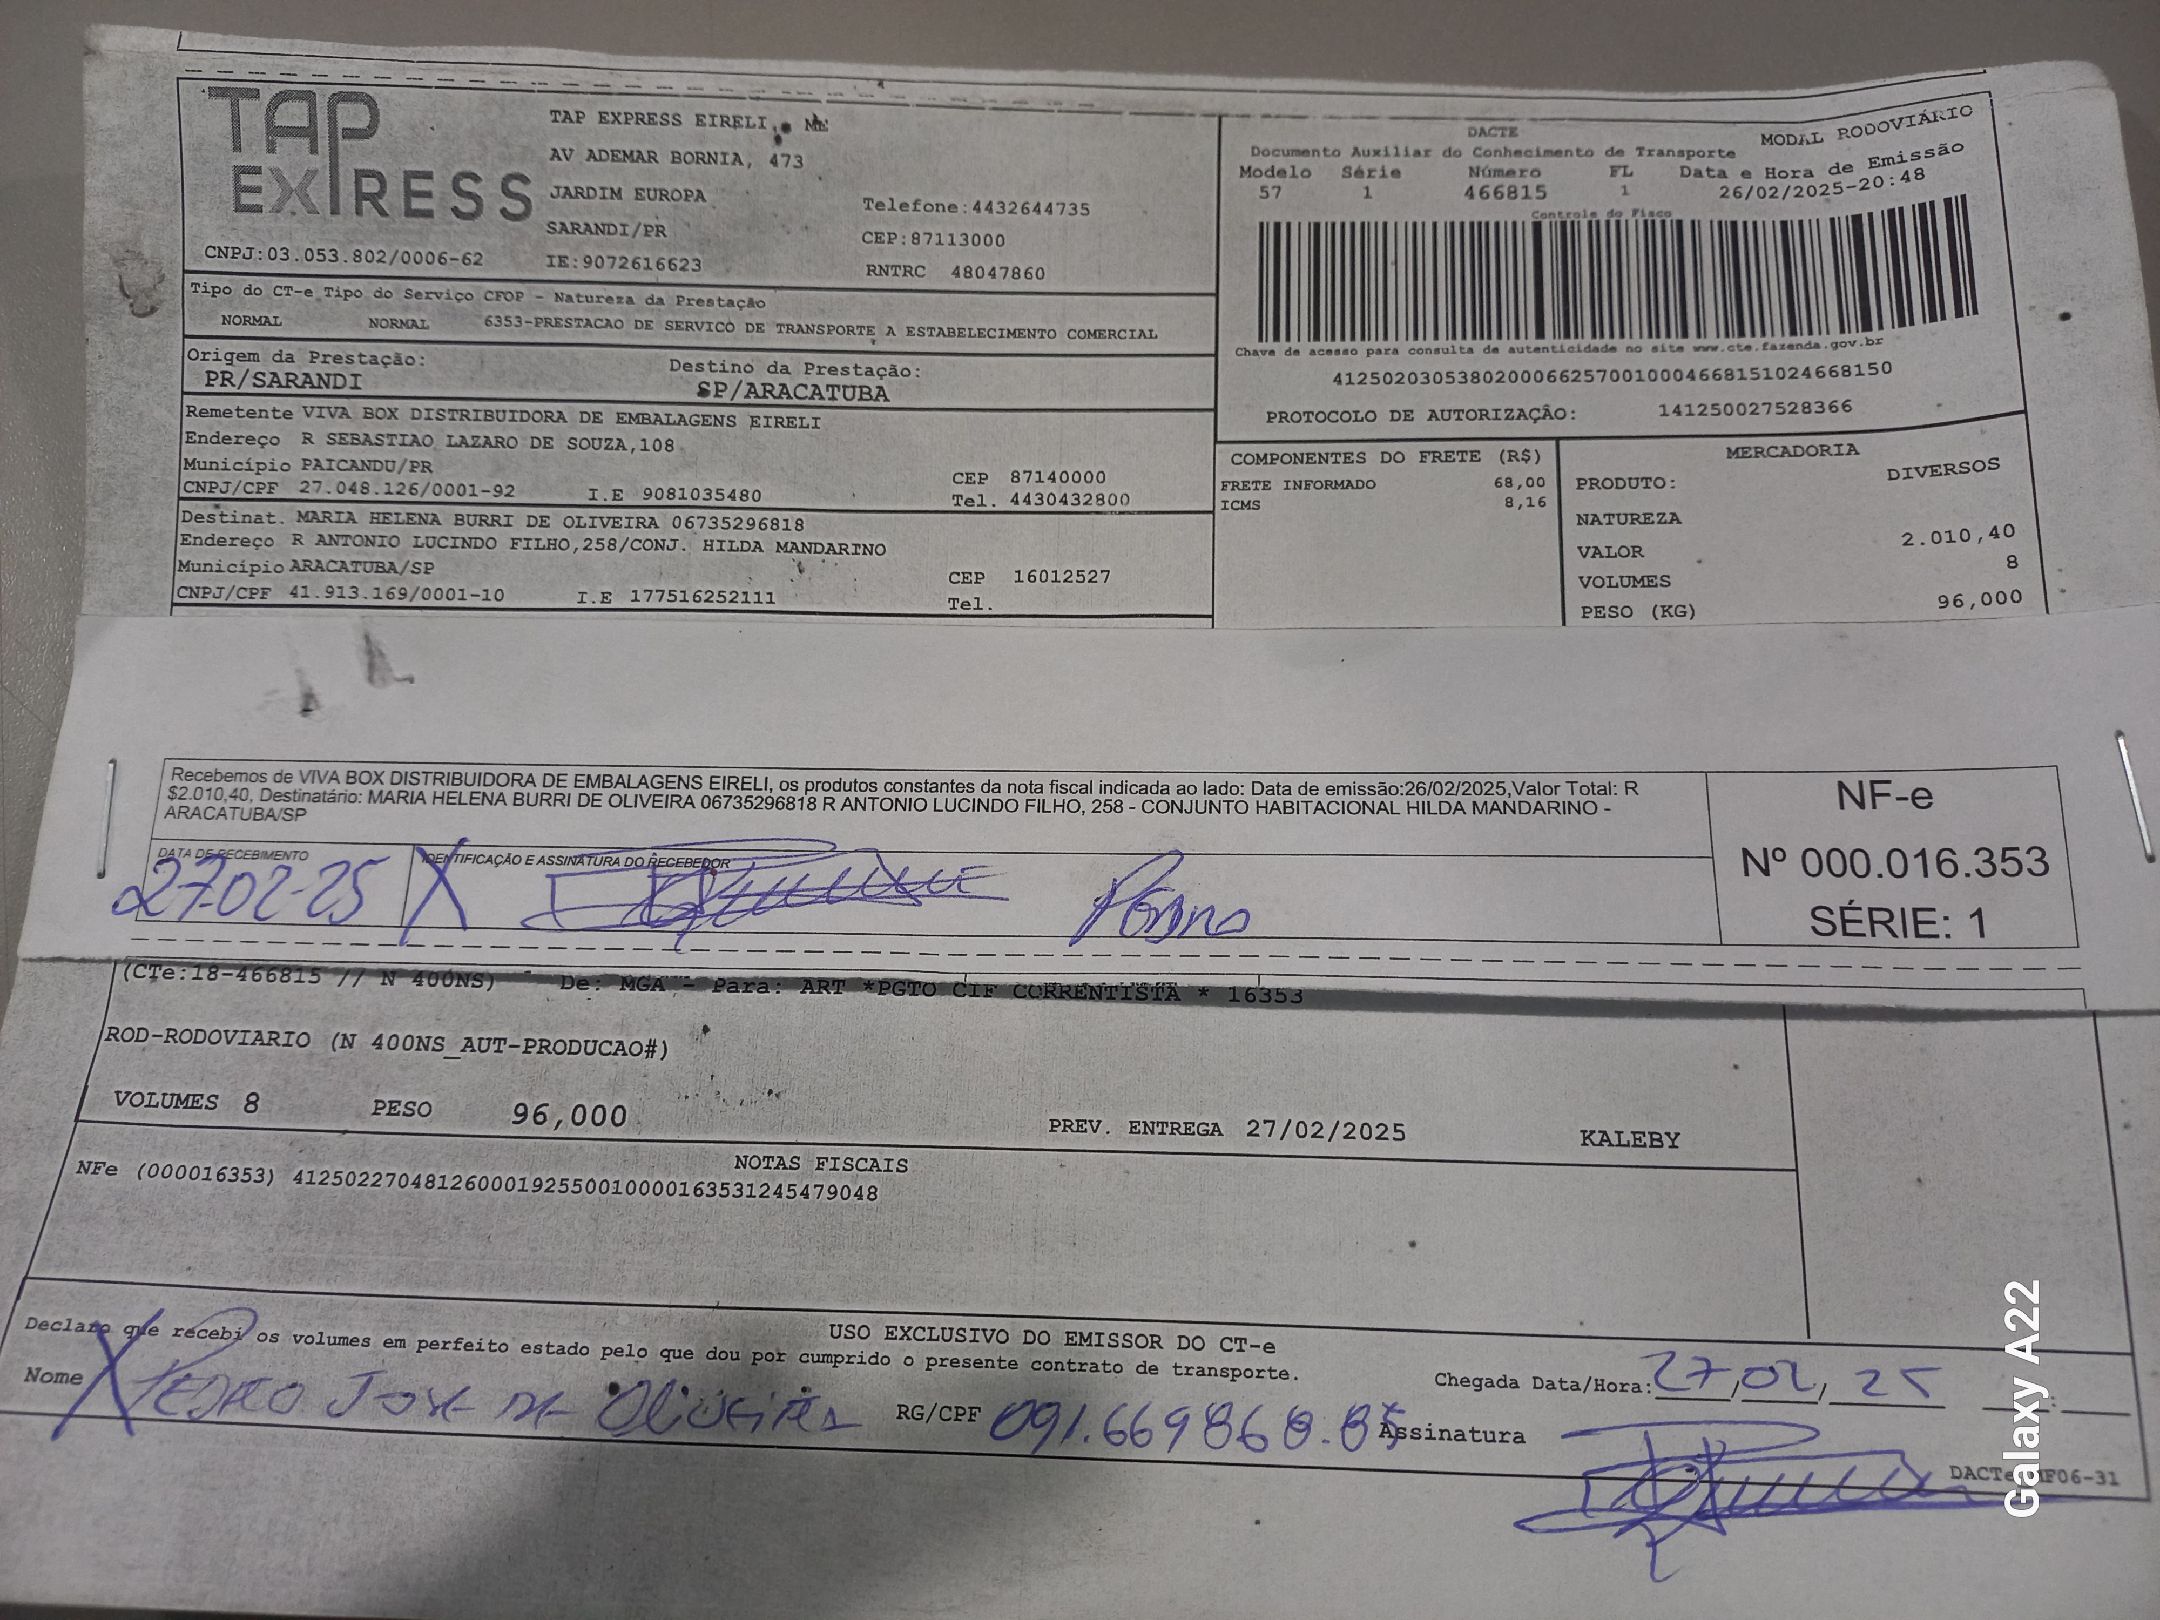 TAP
EXPRESS
TAP EXPRESS EIRELI. ME
AV ADEMAR BORNIA, 473
JARDIM EUROPA
SARANDI/PR
Telefone:4432644735
CEP:87113000
CNPJ:03.053.802/0006-62
IE:9072616623
RNTRC 48047860
DACTE
MODAL RODOVIÁRIO
Documento Auxiliar do Conhecimento de Transporte
Modelo Série Número FL Data e Hora de Emissão
57 1 466815 1 26/02/2025-20:48
Controle do Fisco
Chave de acesso para consulta de autenticidade no site www.cte.fazenda.gov.br
41250203053802000662570010004668151024668150
PROTOCOLO DE AUTORIZAÇÃO: 141250027528366
Tipo do CT-e Tipo do Serviço CFOP - Natureza da Prestação
NORMAL NORMAL 6353-PRESTACAO DE SERVICO DE TRANSPORTE A ESTABELECIMENTO COMERCIAL
Origem da Prestação: Destino da Prestação:
PR/SARANDI SP/ARACATUBA
Remetente VIVA BOX DISTRIBUIDORA DE EMBALAGENS EIRELI
Endereço R SEBASTIAO LAZARO DE SOUZA,108
Município PAICANDU/PR CEP 87140000
CNPJ/CPF 27.048.126/0001-92 I.E 9081035480 Tel. 4430432800
Destinat. MARIA HELENA BURRI DE OLIVEIRA 06735296818
Endereço R ANTONIO LUCINDO FILHO,258/CONJ. HILDA MANDARINO
Município ARACATUBA/SP CEP 16012527
CNPJ/CPF 41.913.169/0001-10 I.E 177516252111 Tel.
COMPONENTES DO FRETE (R$)
FRETE INFORMADO 68,00
ICMS 8,16
MERCADORIA
PRODUTO: DIVERSOS
NATUREZA
VALOR 2.010,40
VOLUMES 8
PESO (KG) 96,000
Recebemos de VIVA BOX DISTRIBUIDORA DE EMBALAGENS EIRELI, os produtos constantes da nota fiscal indicada ao lado: Data de emissão:26/02/2025,Valor Total: R
$2.010,40, Destinatário: MARIA HELENA BURRI DE OLIVEIRA 06735296818 R ANTONIO LUCINDO FILHO, 258 - CONJUNTO HABITACIONAL HILDA MANDARINO -
ARACATUBA/SP
DATA DE RECEBIMENTO
IDENTIFICAÇÃO E ASSINATURA DO RECEBEDOR
27-02-25 X
NF-e
Nº 000.016.353
SÉRIE: 1
(CTe:18-466815 // N 400NS) De: MGA - Para: ART *PGTO CIF CORRENTISTA * 16353
ROD-RODOVIARIO (N 400NS_AUT-PRODUCAO#)
VOLUMES 8 PESO 96,000 PREV. ENTREGA 27/02/2025 KALEBY
NOTAS FISCAIS
NFe (000016353) 41250227048126000192550010000163531245479048
USO EXCLUSIVO DO EMISSOR DO CT-e
Declaro que recebi os volumes em perfeito estado pelo que dou por cumprido o presente contrato de transporte.
Chegada Data/Hora: 27/02/25
Nome X PEDRO JOSE DE OLIVEIRA RG/CPF 091.669868.85 Assinatura
Galaxy A22